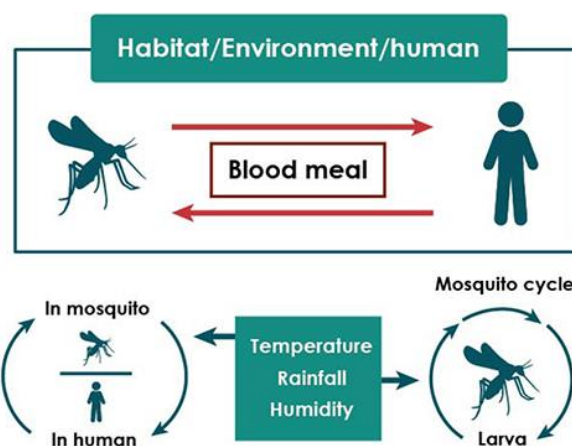 Habitat/Environment/human
Blood meal
In mosquito
In human
Temperature
Rainfall
Humidity
Mosquito cycle
Larva